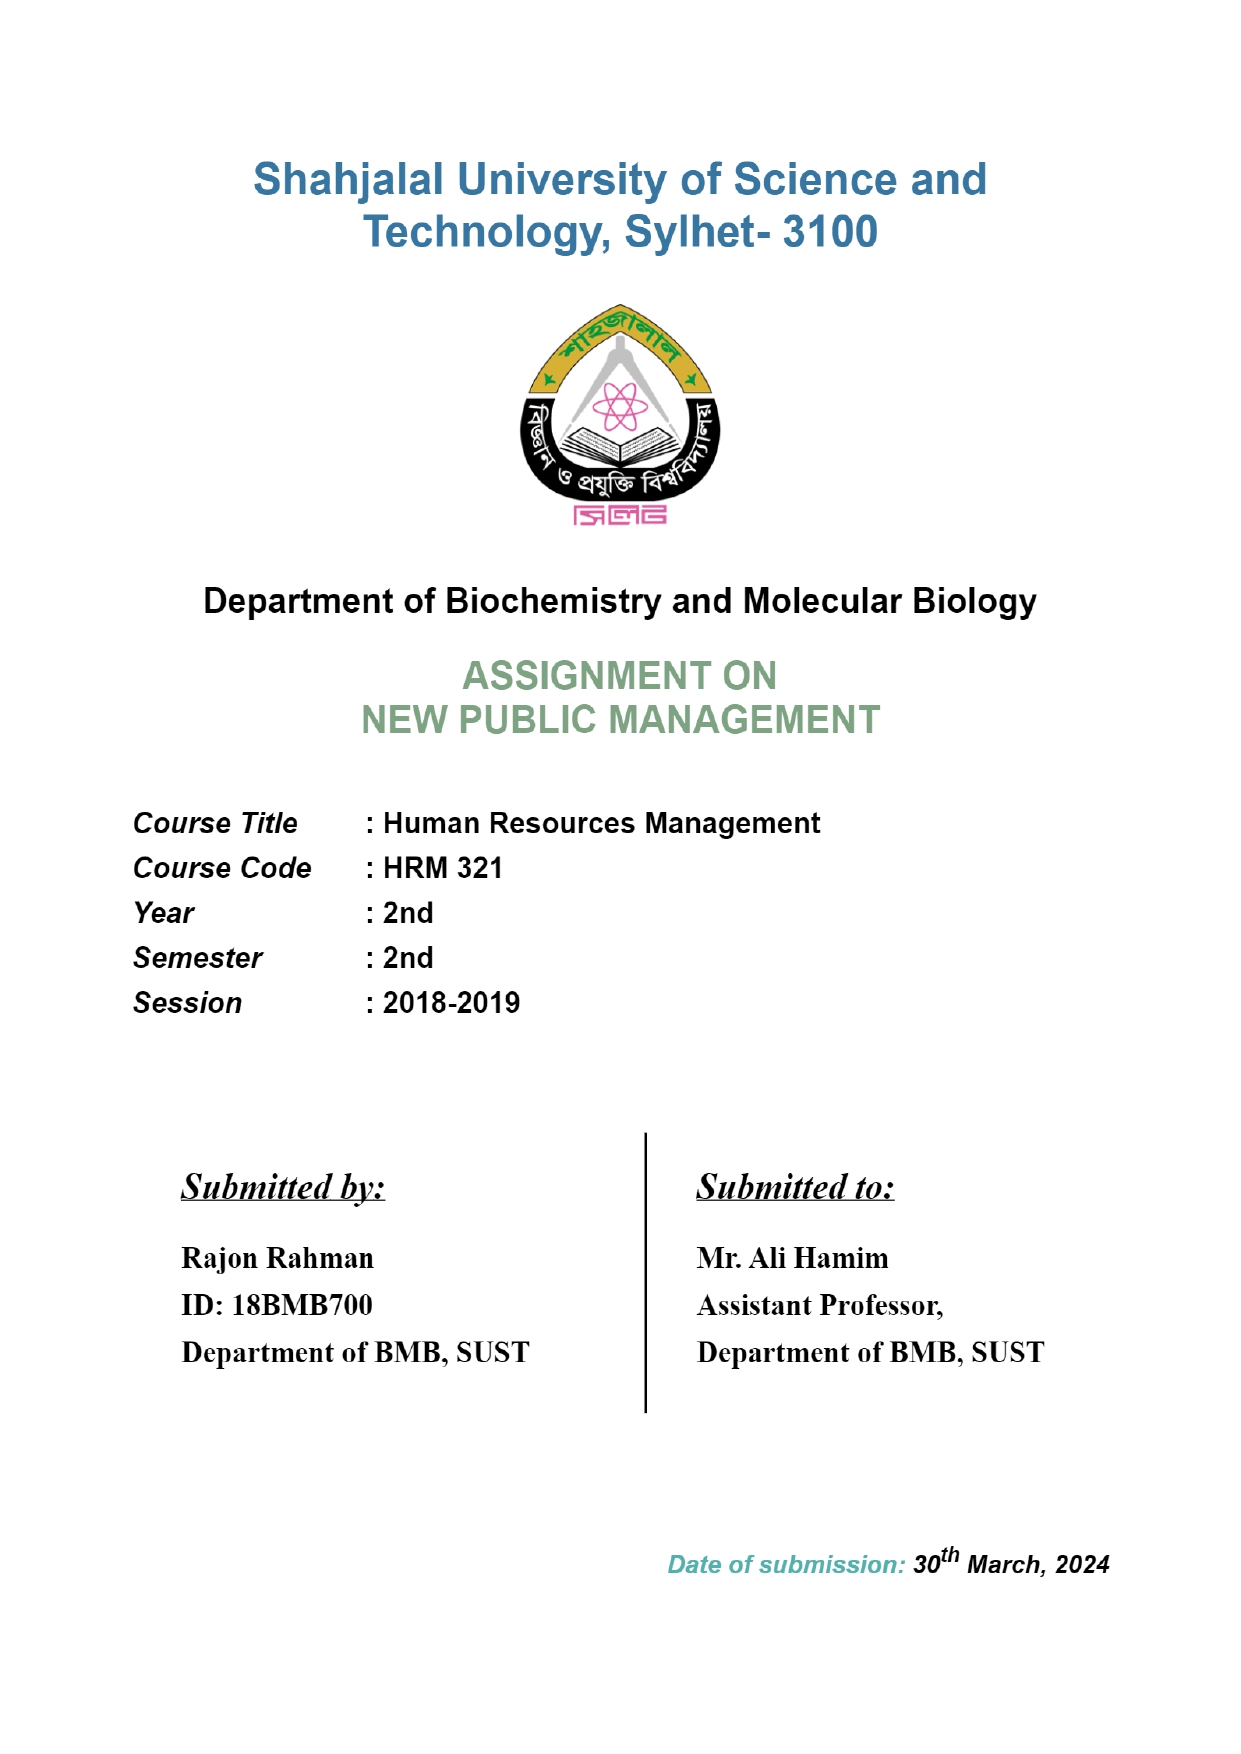 Shahjalal University of Science and
Technology, Sylhet- 3100
শাহজালাল
বিজ্ঞান ও প্রযুক্তি বিশ্ববিদ্যালয়
সিলেট
Department of Biochemistry and Molecular Biology
ASSIGNMENT ON
NEW PUBLIC MANAGEMENT
Course Title : Human Resources Management
Course Code : HRM 321
Year : 2nd
Semester : 2nd
Session : 2018-2019
Submitted by:
Rajon Rahman
ID: 18BMB700
Department of BMB, SUST
Submitted to:
Mr. Ali Hamim
Assistant Professor,
Department of BMB, SUST
Date of submission: 30th March, 2024